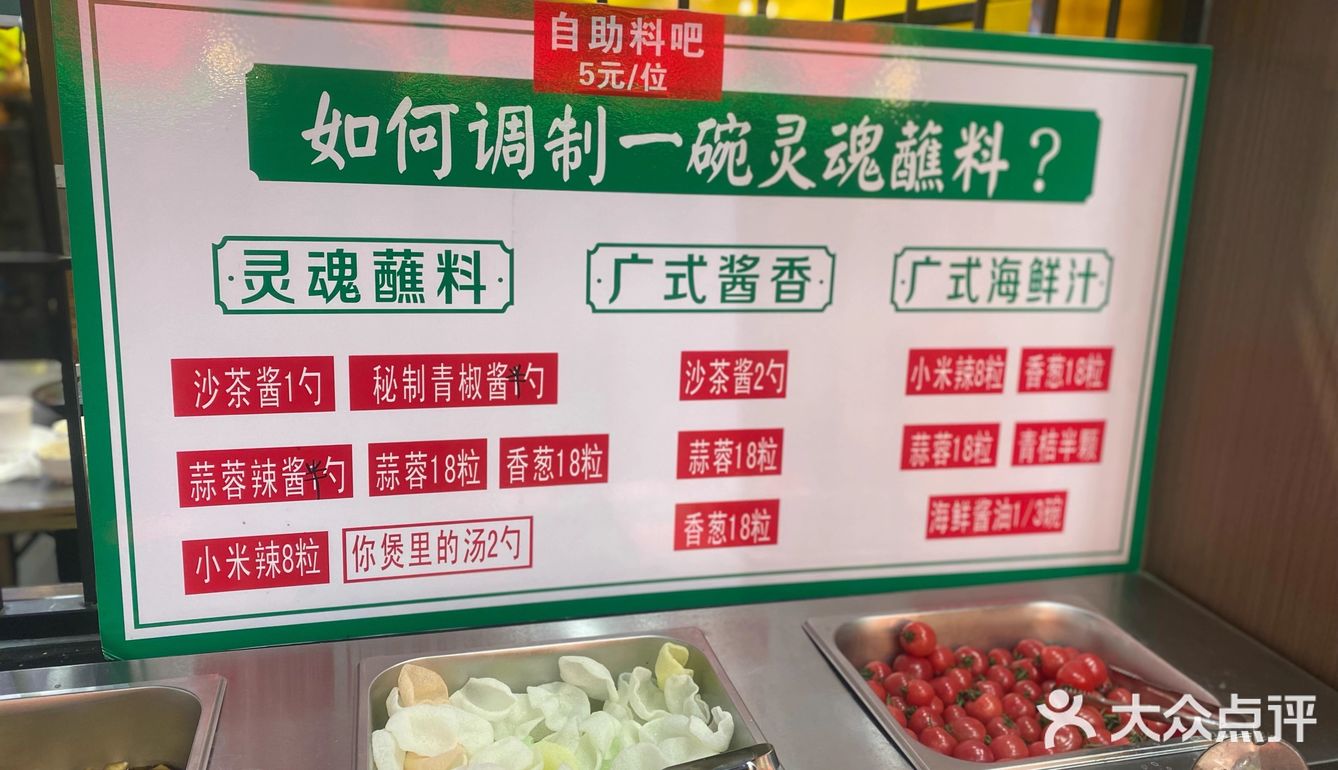 自助料吧
5元/位
如何调制一碗灵魂蘸料?
·灵魂蘸料·
·广式酱香·
·广式海鲜汁·
沙茶酱1勺 秘制青椒酱半勺
蒜蓉辣酱半勺 蒜蓉18粒 香葱18粒
小米辣8粒 你煲里的汤2勺
沙茶酱2勺
蒜蓉18粒
香葱18粒
小米辣8粒 香葱18粒
蒜蓉18粒 青桔半颗
海鲜酱油1/3碗
大众点评